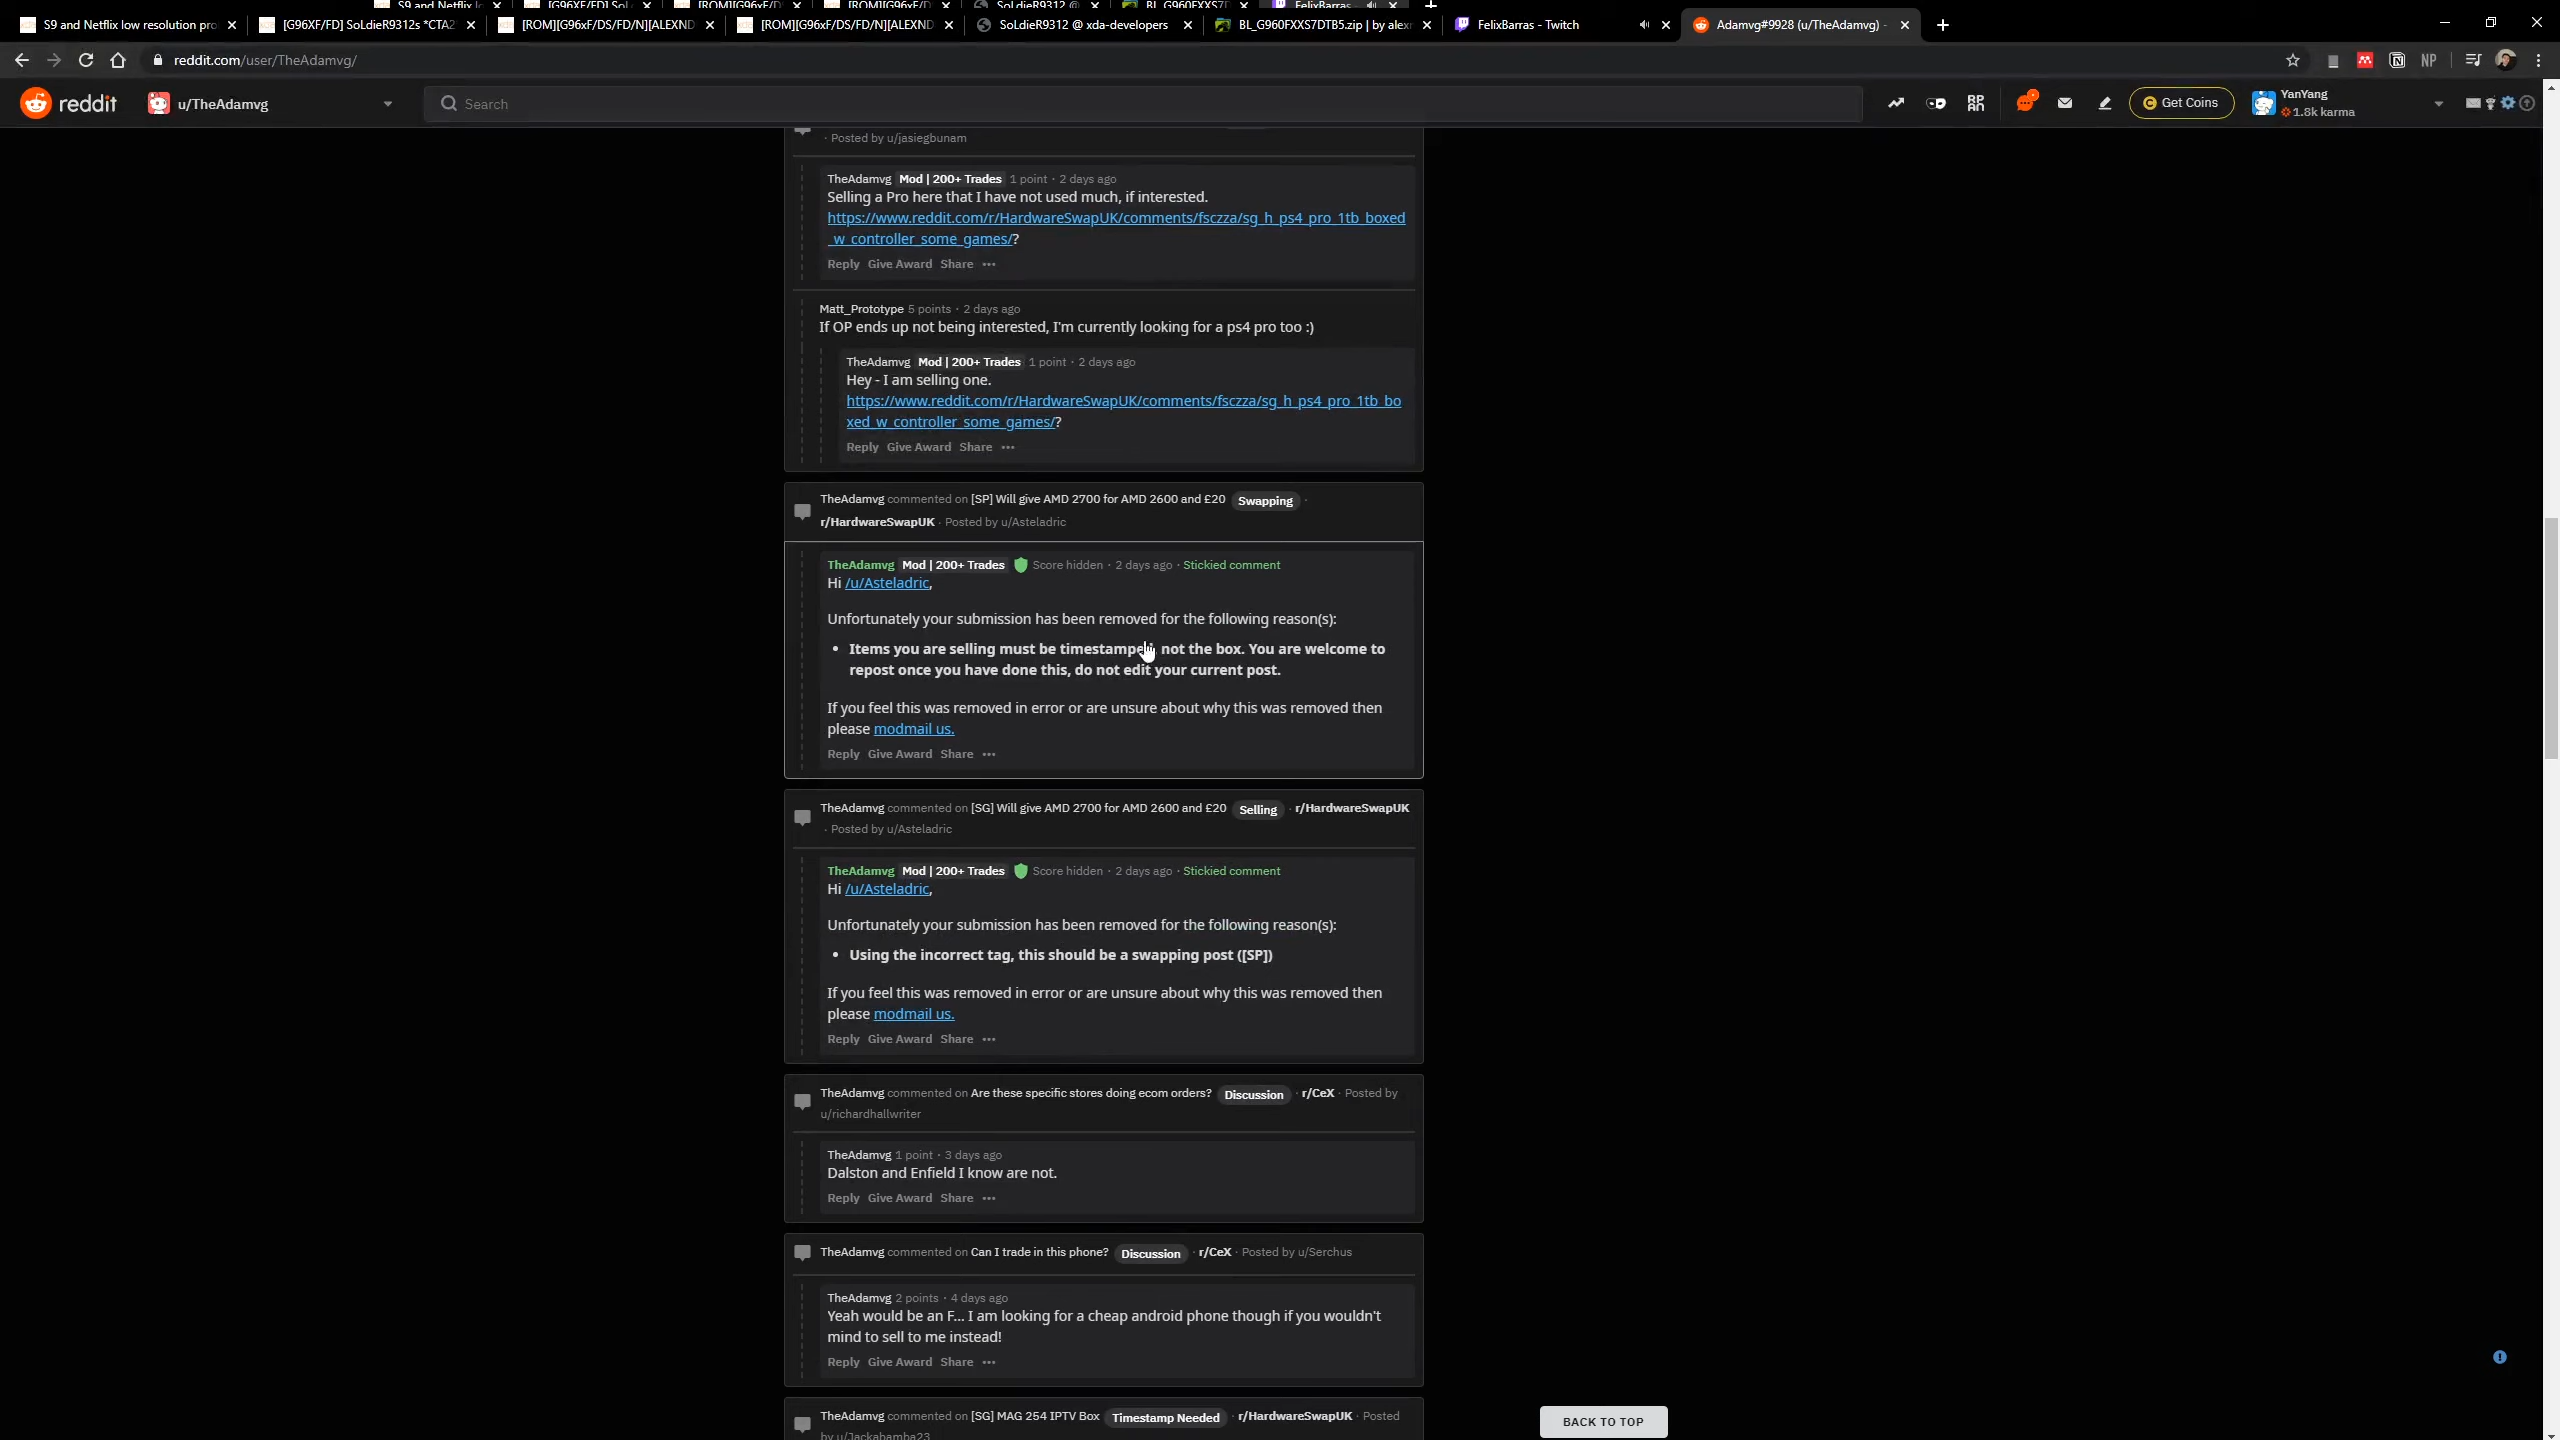 S9 and Netflix low resolution pro
[G96XF/FD] SoLdieR9312s *CTA2
[ROM][G96xF/DS/FD/N][ALEXND
[ROM][G96xF/DS/FD/N][ALEXND
SoLdieR9312 @ xda-developers
BL_G960FXXS7DTB5.zip | by alexn
FelixBarras - Twitch
Adamvg#9928 (u/TheAdamvg) -
reddit.com/user/TheAdamvg/
NP
reddit
u/TheAdamvg
Search
Get Coins
YanYang
1.8k karma
· Posted by u/jasiegbunam
TheAdamvg Mod | 200+ Trades 1 point · 2 days ago
Selling a Pro here that I have not used much, if interested.
https://www.reddit.com/r/HardwareSwapUK/comments/fsczza/sg_h_ps4_pro_1tb_boxed
_w_controller_some_games/?
Reply Give Award Share •••
Matt_Prototype 5 points · 2 days ago
If OP ends up not being interested, I'm currently looking for a ps4 pro too :)
TheAdamvg Mod | 200+ Trades 1 point · 2 days ago
Hey - I am selling one.
https://www.reddit.com/r/HardwareSwapUK/comments/fsczza/sg_h_ps4_pro_1tb_bo
xed_w_controller_some_games/?
Reply Give Award Share •••
TheAdamvg commented on [SP] Will give AMD 2700 for AMD 2600 and £20 Swapping ·
r/HardwareSwapUK · Posted by u/Asteladric
TheAdamvg Mod | 200+ Trades Score hidden · 2 days ago · Stickied comment
Hi /u/Asteladric,
Unfortunately your submission has been removed for the following reason(s):
• Items you are selling must be timestamped, not the box. You are welcome to
repost once you have done this, do not edit your current post.
If you feel this was removed in error or are unsure about why this was removed then
please modmail us.
Reply Give Award Share •••
TheAdamvg commented on [SG] Will give AMD 2700 for AMD 2600 and £20 Selling · r/HardwareSwapUK
· Posted by u/Asteladric
TheAdamvg Mod | 200+ Trades Score hidden · 2 days ago · Stickied comment
Hi /u/Asteladric,
Unfortunately your submission has been removed for the following reason(s):
• Using the incorrect tag, this should be a swapping post ([SP])
If you feel this was removed in error or are unsure about why this was removed then
please modmail us.
Reply Give Award Share •••
TheAdamvg commented on Are these specific stores doing ecom orders? Discussion · r/CeX · Posted by
u/richardhallwriter
TheAdamvg 1 point · 3 days ago
Dalston and Enfield I know are not.
Reply Give Award Share •••
TheAdamvg commented on Can I trade in this phone? Discussion · r/CeX · Posted by u/Serchus
TheAdamvg 2 points · 4 days ago
Yeah would be an F... I am looking for a cheap android phone though if you wouldn't
mind to sell to me instead!
Reply Give Award Share •••
TheAdamvg commented on [SG] MAG 254 IPTV Box Timestamp Needed · r/HardwareSwapUK · Posted
by u/Jackabamba23
BACK TO TOP